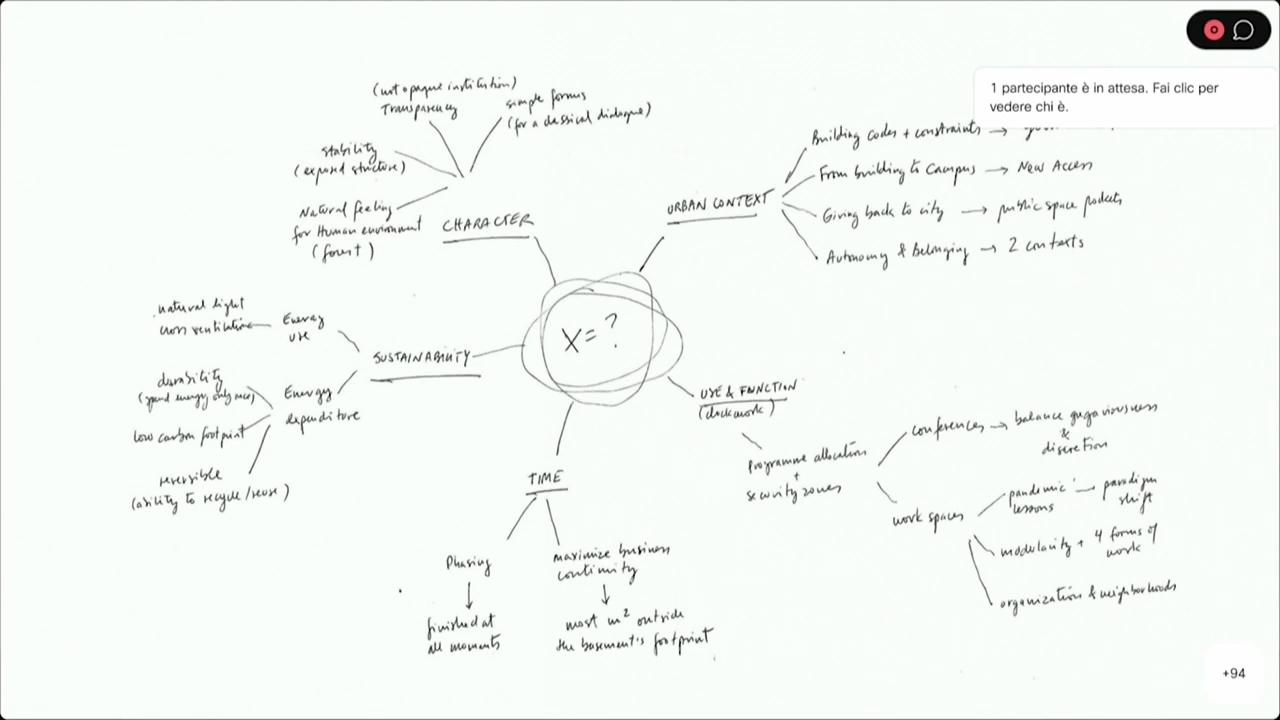 1 partecipante è in attesa. Fai clic per
vedere chi è.
(not opaque institution)
Transparency
simple forms
(for a classical dialogue)
stability
(exposed structure)
Natural feeling
for Human environment
(forest)
CHARACTER
URBAN CONTEXT
Building codes + constraints →
From building to Campus → New Access
Giving back to city → public space pockets
Autonomy & Belonging → 2 contexts
X = ?
natural light
cross ventilation
Energy
use
SUSTAINABILITY
durability
(spend energy only once)
Energy
expenditure
low carbon footprint
reversible
(ability to recycle/reuse)
USE & FUNCTION
(clockwork)
Programme allocation
+
security zones
conferences → balance
&
discretion
work spaces
pandemic → paradigm
lessons shift
modularity + 4 forms of
work
organization & neighborhoods
TIME
Phasing
↓
finished at
all moments
maximize business
continuity
↓
most m² outside
the basement's footprint
+94